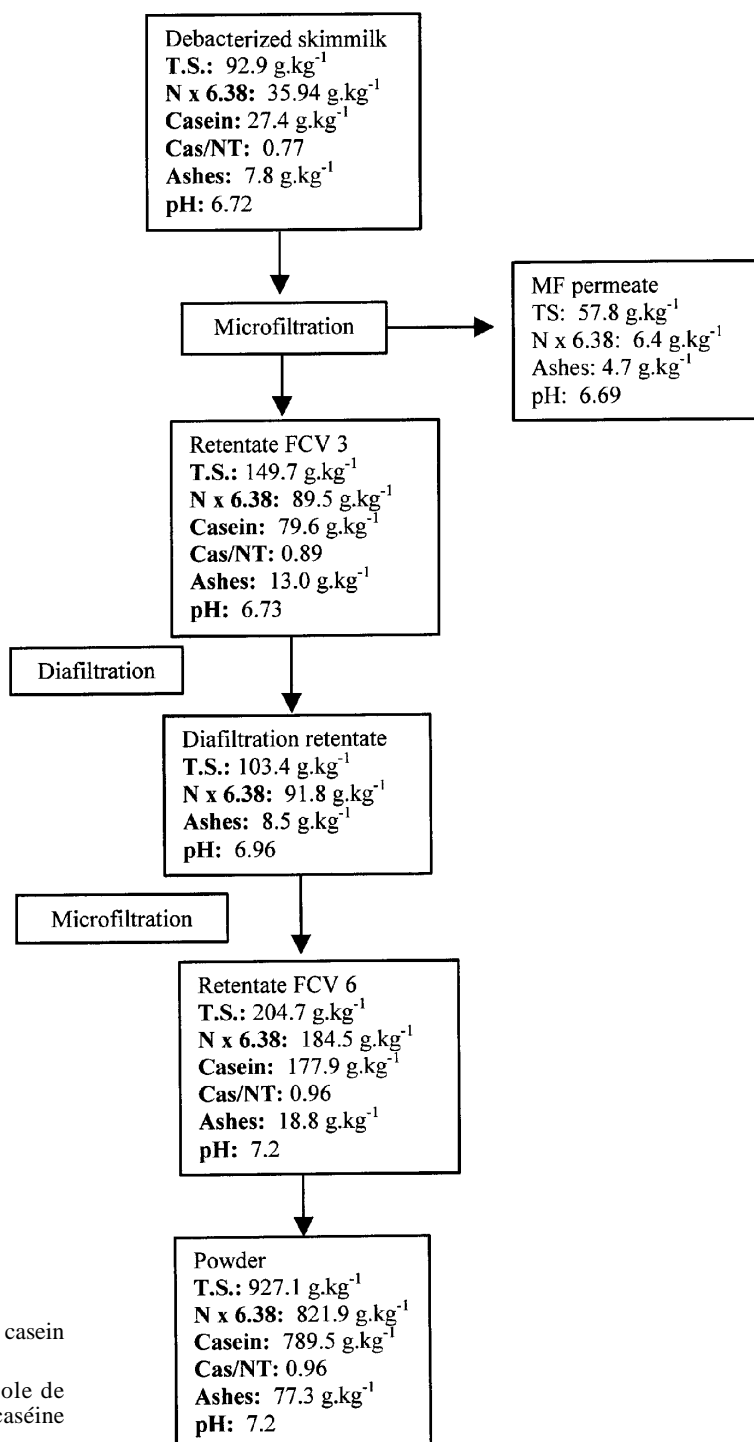 Debacterized skimmilk
T.S.: 92.9 g.kg⁻¹
N x 6.38: 35.94 g.kg⁻¹
Casein: 27.4 g.kg⁻¹
Cas/NT: 0.77
Ashes: 7.8 g.kg⁻¹
pH: 6.72
Microfiltration
MF permeate
TS: 57.8 g.kg⁻¹
N x 6.38: 6.4 g.kg⁻¹
Ashes: 4.7 g.kg⁻¹
pH: 6.69
Retentate FCV 3
T.S.: 149.7 g.kg⁻¹
N x 6.38: 89.5 g.kg⁻¹
Casein: 79.6 g.kg⁻¹
Cas/NT: 0.89
Ashes: 13.0 g.kg⁻¹
pH: 6.73
Diafiltration
Diafiltration retentate
T.S.: 103.4 g.kg⁻¹
N x 6.38: 91.8 g.kg⁻¹
Ashes: 8.5 g.kg⁻¹
pH: 6.96
Microfiltration
Retentate FCV 6
T.S.: 204.7 g.kg⁻¹
N x 6.38: 184.5 g.kg⁻¹
Casein: 177.9 g.kg⁻¹
Cas/NT: 0.96
Ashes: 18.8 g.kg⁻¹
pH: 7.2
Powder
T.S.: 927.1 g.kg⁻¹
N x 6.38: 821.9 g.kg⁻¹
Casein: 789.5 g.kg⁻¹
Cas/NT: 0.96
Ashes: 77.3 g.kg⁻¹
pH: 7.2
casein
ole de
caséine